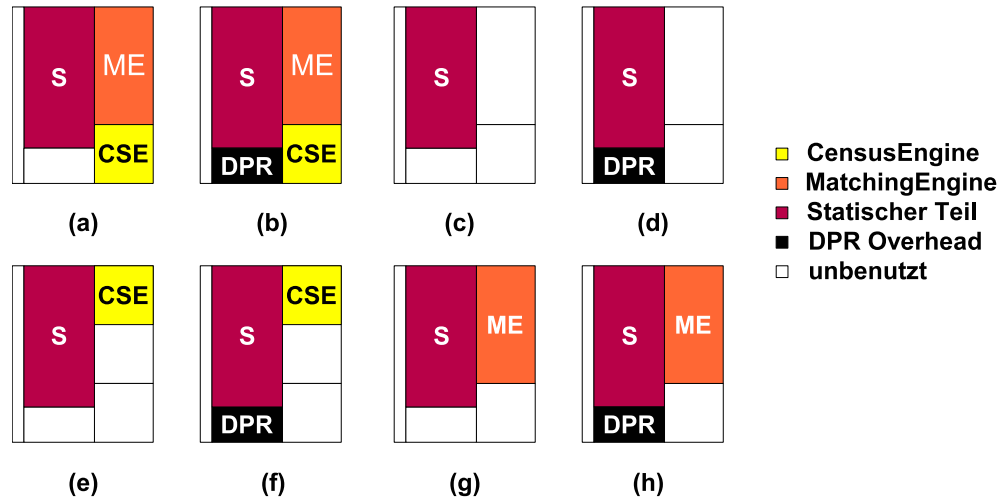 S ME S ME S S
CSE DPR CSE DPR
(a) (b) (c) (d)
CensusEngine
MatchingEngine
Statischer Teil
DPR Overhead
unbenutzt
CSE CSE
S S S ME S ME
DPR DPR
(e) (f) (g) (h)